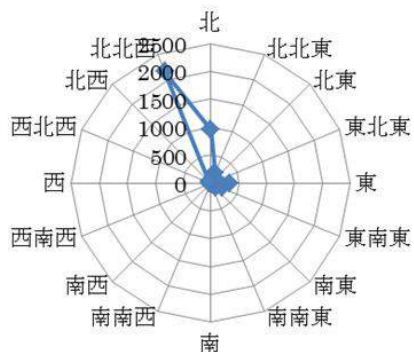 北
北北東
北東
東北東
東
東南東
南東
南南東
南
南南西
南西
西南西
西
西北西
北西
北北西
2500
2000
1500
1000
500
0